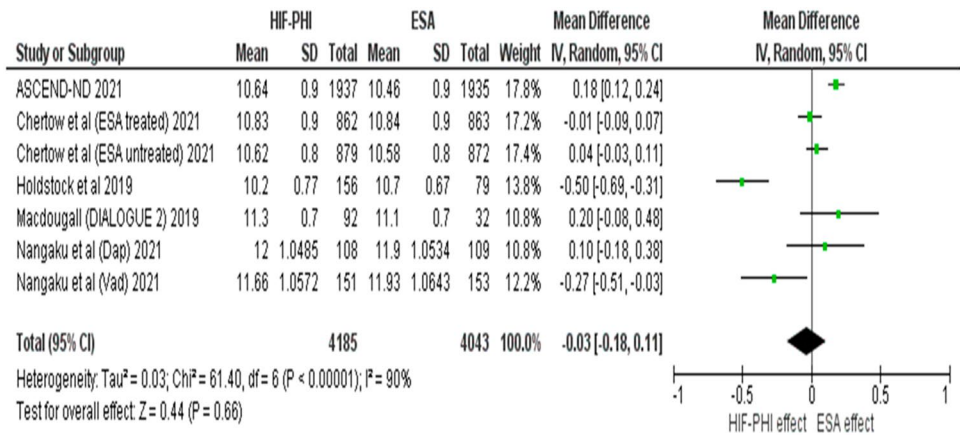 HIF-PHI ESA Mean Difference Mean Difference
Study or Subgroup Mean SD Total Mean SD Total Weight IV, Random, 95% CI IV, Random, 95% CI
ASCEND-ND 2021 10.64 0.9 1937 10.46 0.9 1935 17.8% 0.18 [0.12, 0.24]
Chertow et al (ESA treated) 2021 10.83 0.9 862 10.84 0.9 863 17.2% -0.01 [-0.09, 0.07]
Chertow et al (ESA untreated) 2021 10.62 0.8 879 10.58 0.8 872 17.4% 0.04 [-0.03, 0.11]
Holdstock et al 2019 10.2 0.77 156 10.7 0.67 79 13.8% -0.50 [-0.69, -0.31]
Macdougall (DIALOGUE 2) 2019 11.3 0.7 92 11.1 0.7 32 10.8% 0.20 [-0.08, 0.48]
Nangaku et al (Dap) 2021 12 1.0485 108 11.9 1.0534 109 10.8% 0.10 [-0.18, 0.38]
Nangaku et al (Vad) 2021 11.66 1.0572 151 11.93 1.0643 153 12.2% -0.27 [-0.51, -0.03]
Total (95% CI) 4185 4043 100.0% -0.03 [-0.18, 0.11]
Heterogeneity: Tau² = 0.03; Chi² = 61.40, df = 6 (P < 0.00001); I² = 90%
Test for overall effect: Z = 0.44 (P = 0.66)
-1 -0.5 0 0.5 1
HIF-PHI effect ESA effect